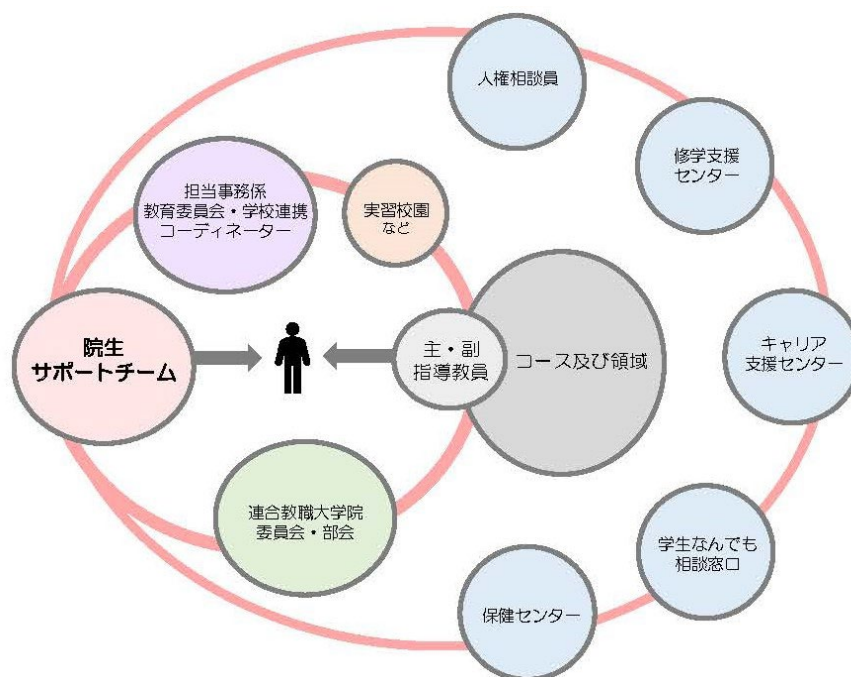 人権相談員
修学支援
センター
担当事務係
教育委員会・学校連携
コーディネーター
実習校園
など
院生
サポートチーム
主・副
指導教員
コース及び領域
キャリア
支援センター
連合教職大学院
委員会・部会
学生なんでも
相談窓口
保健センター